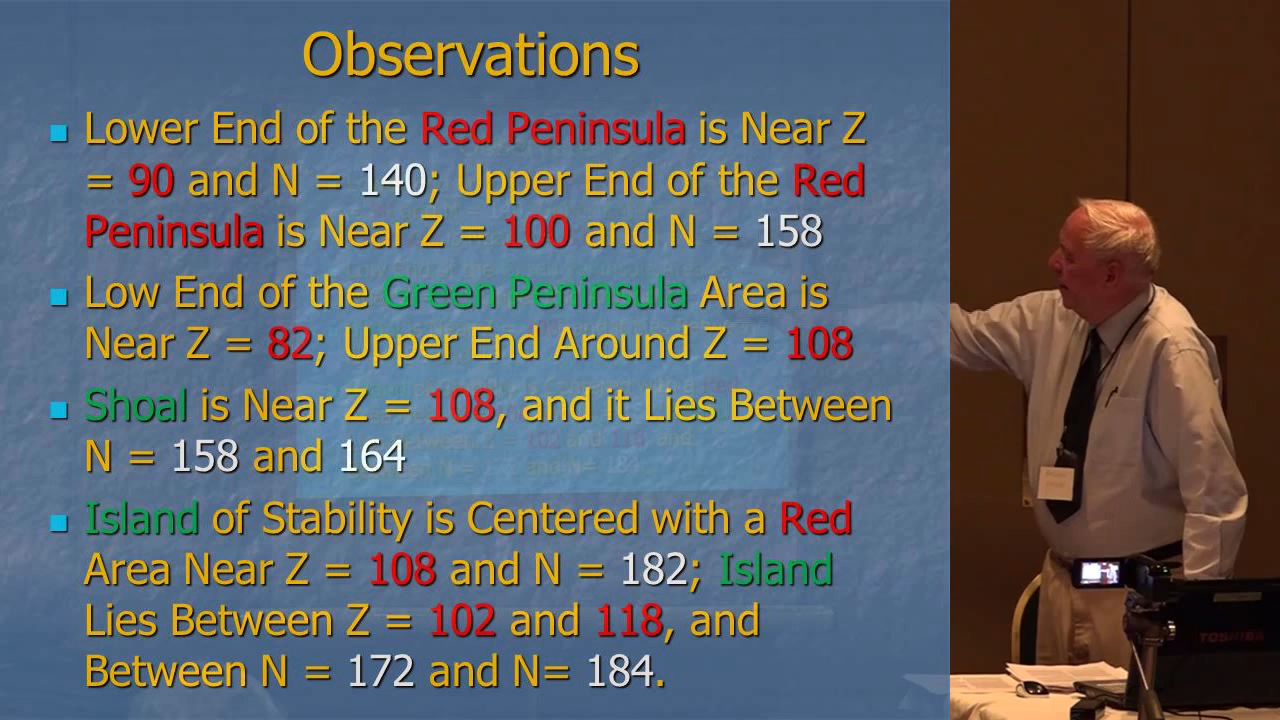 Observations
Lower End of the Red Peninsula is Near Z
= 90 and N = 140; Upper End of the Red
Peninsula is Near Z = 100 and N = 158
Low End of the Green Peninsula Area is
Near Z = 82; Upper End Around Z = 108
Shoal is Near Z = 108, and it Lies Between
N = 158 and 164
Island of Stability is Centered with a Red
Area Near Z = 108 and N = 182; Island
Lies Between Z = 102 and 118, and
Between N = 172 and N= 184.
TOSHIBA